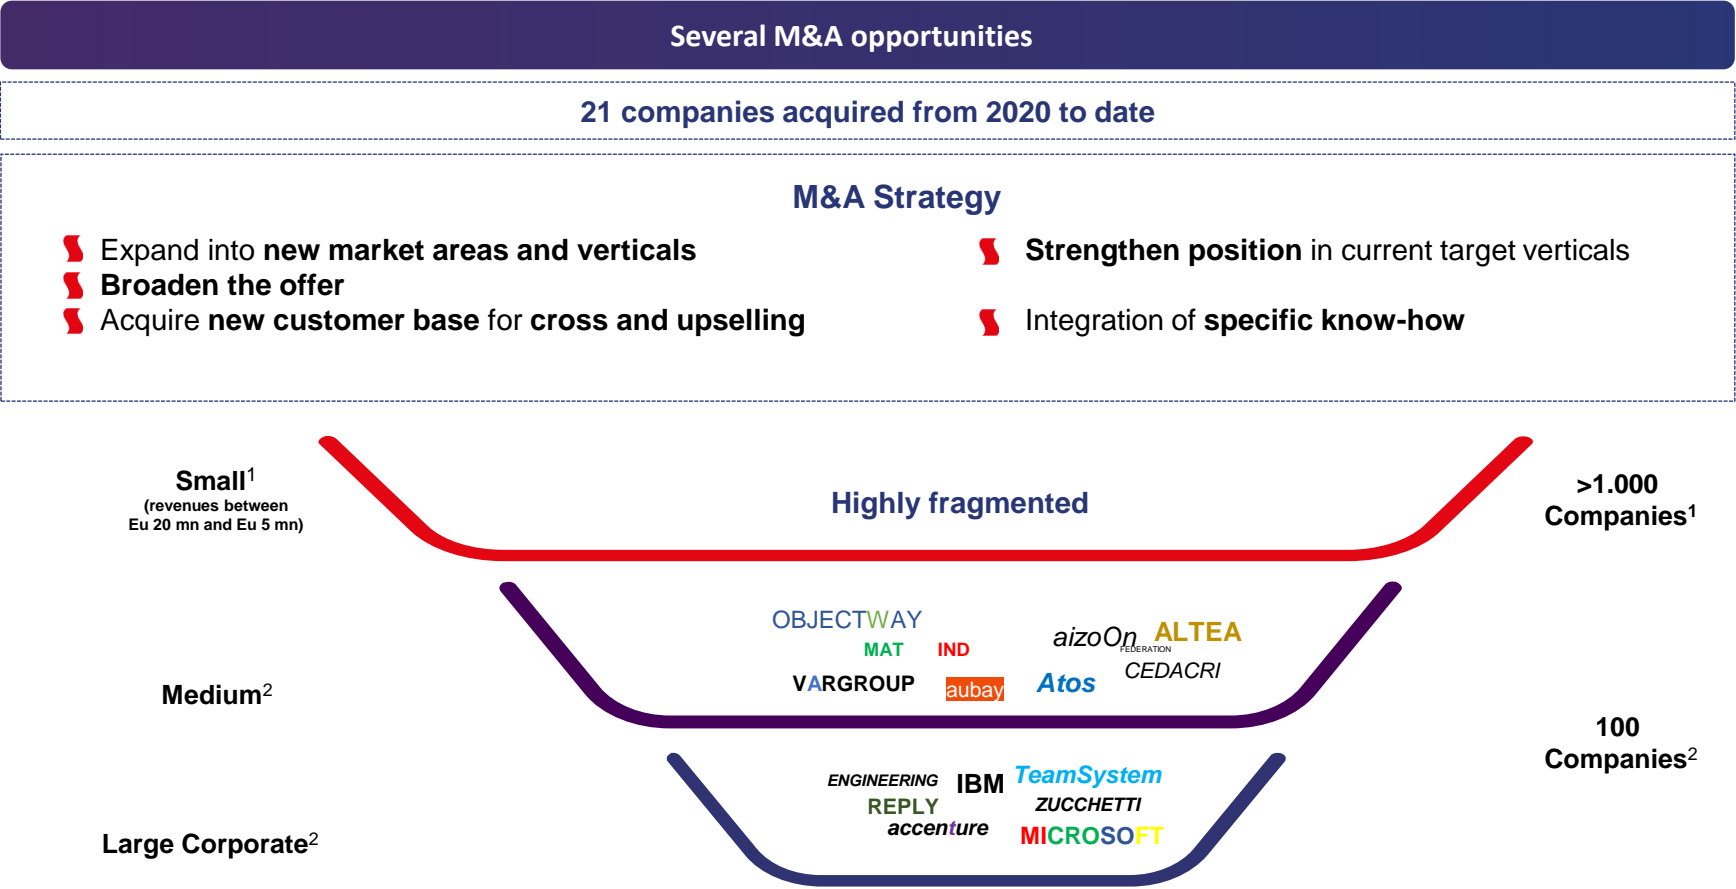 Several M&A opportunities
21 companies acquired from 2020 to date
M&A Strategy
Expand into new market areas and verticals
Broaden the offer
Acquire new customer base for cross and upselling
Strengthen position in current target verticals
Integration of specific know-how
Small1
(revenues between
Eu 20 mn and Eu 5 mn)
Highly fragmented
>1.000
Companies1
Medium2
OBJECTWAY
MAT IND
VARGROUP
aubay
aizoOn
ALTEA
FEDERATION
CEDACRI
Atos
100
Companies2
Large Corporate2
ENGINEERING
IBM
TeamSystem
REPLY
ZUCCHETTI
accenture
MICROSOFT